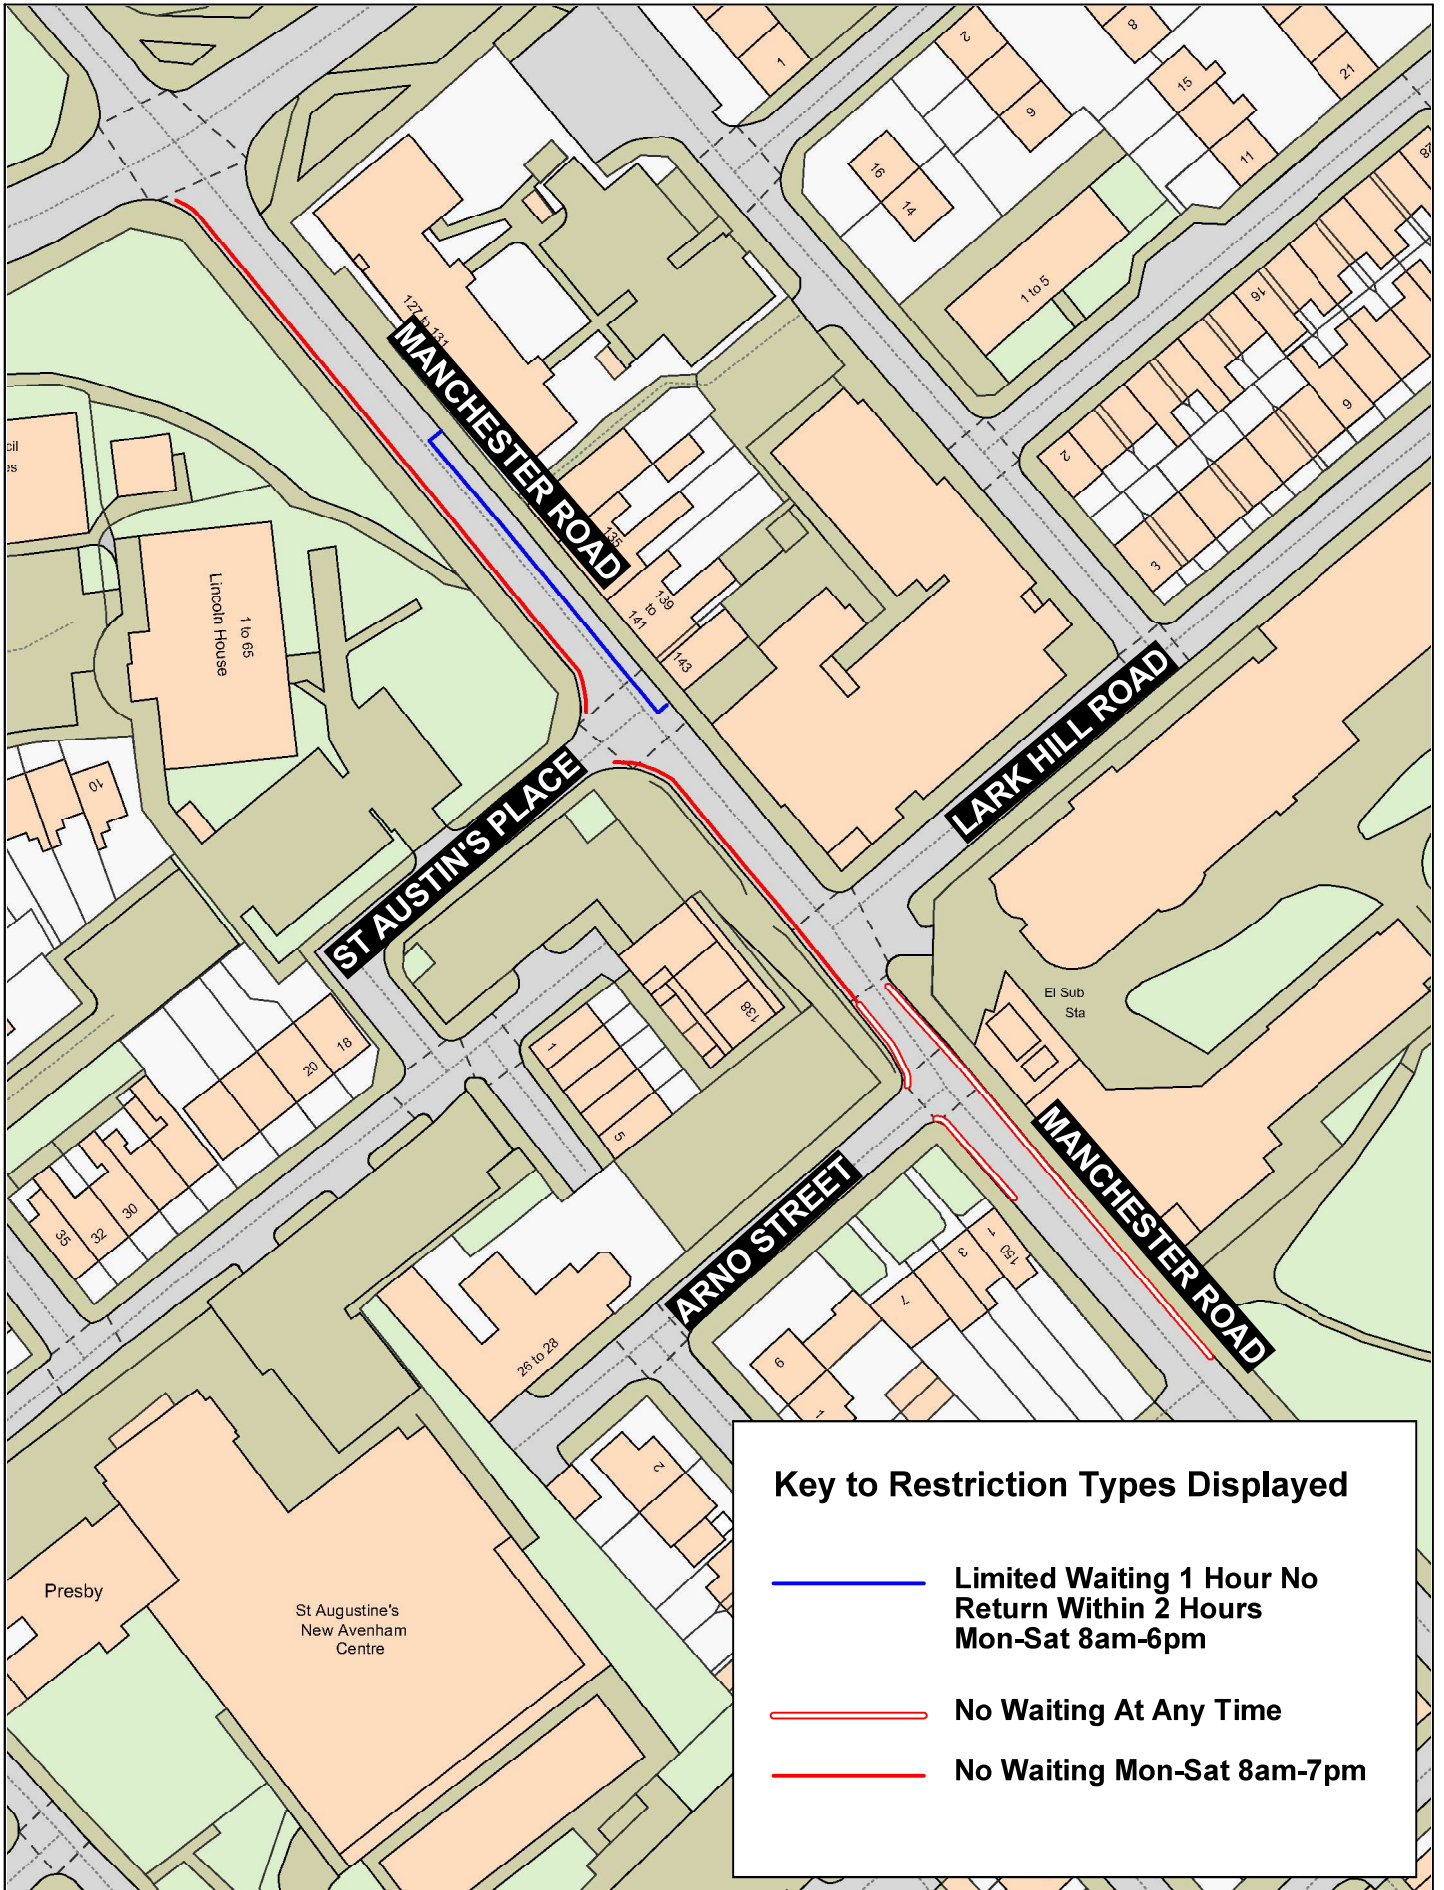 1
2
9
8
15
11
21
28
16
14
1 to 5
16
2
9
3
127 to 131
MANCHESTER ROAD
135
139
to
141
143
cil
es
Lincoln House
1 to 65
10
LARK HILL ROAD
ST AUSTIN'S PLACE
138
El Sub
Sta
1
5
18
20
30
32
35
MANCHESTER ROAD
ARNO STREET
1
150
3
7
9
1
26 to 28
2
Presby
St Augustine's
New Avenham
Centre
Key to Restriction Types Displayed
Limited Waiting 1 Hour No
Return Within 2 Hours
Mon-Sat 8am-6pm
No Waiting At Any Time
No Waiting Mon-Sat 8am-7pm